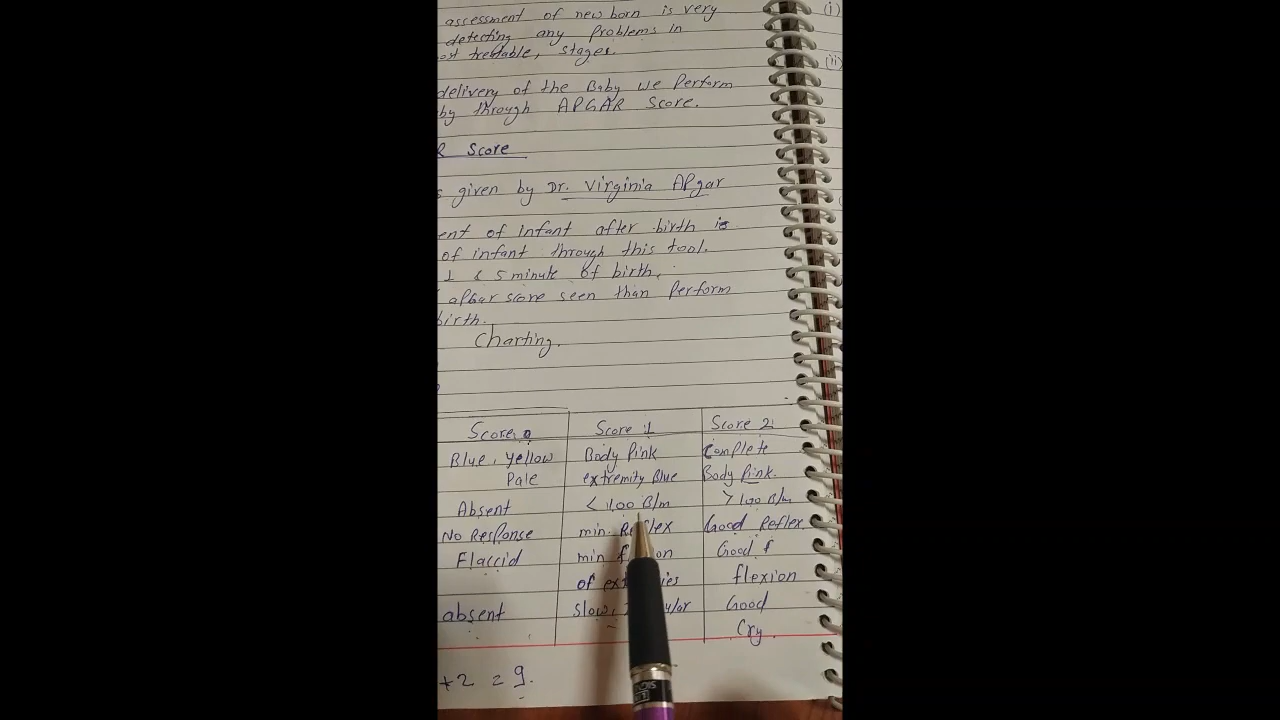 (i)
assessment of new born is very
detecting any Problems in
ost treatable, stages.
(ii)
delivery of the Baby we Perform
by through APGAR Score.
R Score
s given by Dr. Virginia APgar
ent of infant after birth is
of infant through this tool.
1 & 5 minute of birth.
apgar score seen than Perform
birth.
Charting.
Score: 0 Score 1 Score 2
Blue, Yellow Body Pink Complete
Pale extremity Blue Body Pink.
Absent < 100 B/m > 100 B/m
No Response min. Good Reflex.
Flaccid min Good f
of flexion
absent slow, Good
Cry.
+2 = 9.